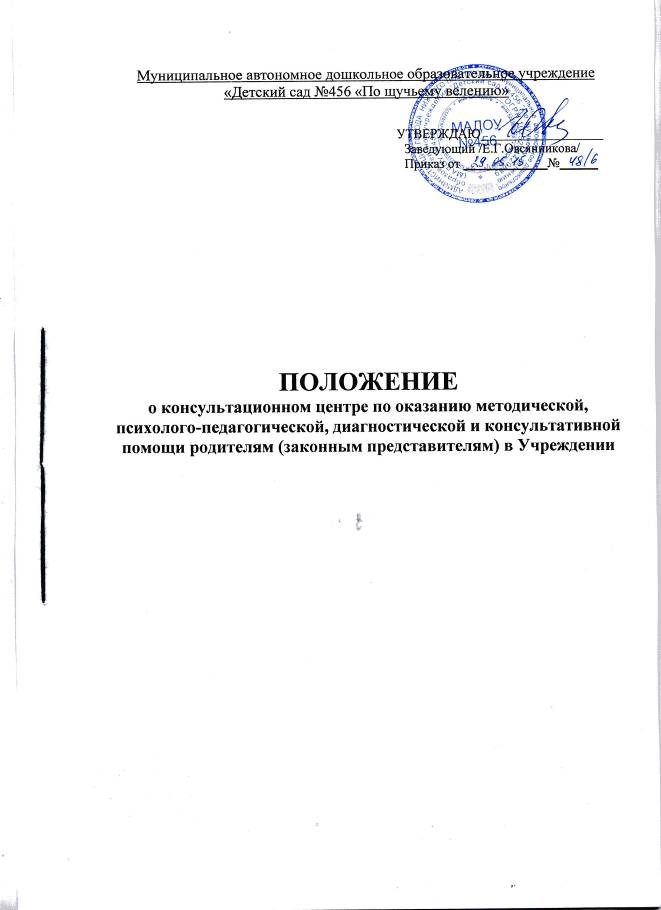 Муниципальное автономное дошкольное образовательное учреждение
«Детский сад №456 «По щучьему велению»
УТВЕРЖДАЮ
Заведующий /Е.Г.Овсянникова/
Приказ от 29.05.15 № 48/6
МАДОУ
№456
ПОЛОЖЕНИЕ
о консультационном центре по оказанию методической,
психолого-педагогической, диагностической и консультативной
помощи родителям (законным представителям) в Учреждении